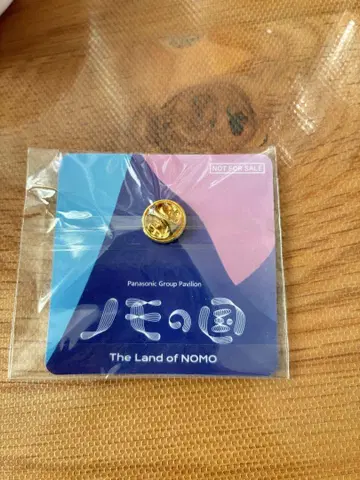 NOT FOR SALE
Panasonic Group Pavilion
ノモの国
The Land of NOMO